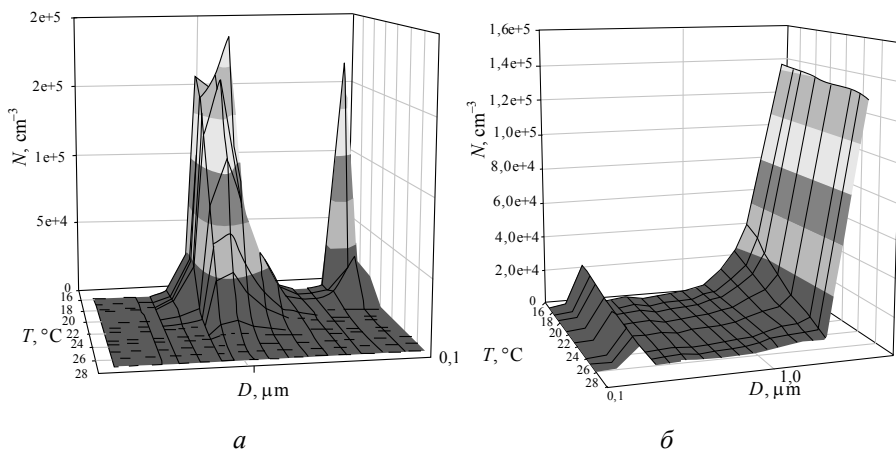 2e+5
2e+5
1e+5
5e+4
0
N, cm⁻³
16
18
20
22
24
26
28
T, °C
D, µm
0,1
а
1,6e+5
1,4e+5
1,2e+5
1,0e+5
8,0e+4
6,0e+4
4,0e+4
2,0e+4
0
N, cm⁻³
16
18
20
22
24
26
28
T, °C
0,1
1,0
D, µm
б